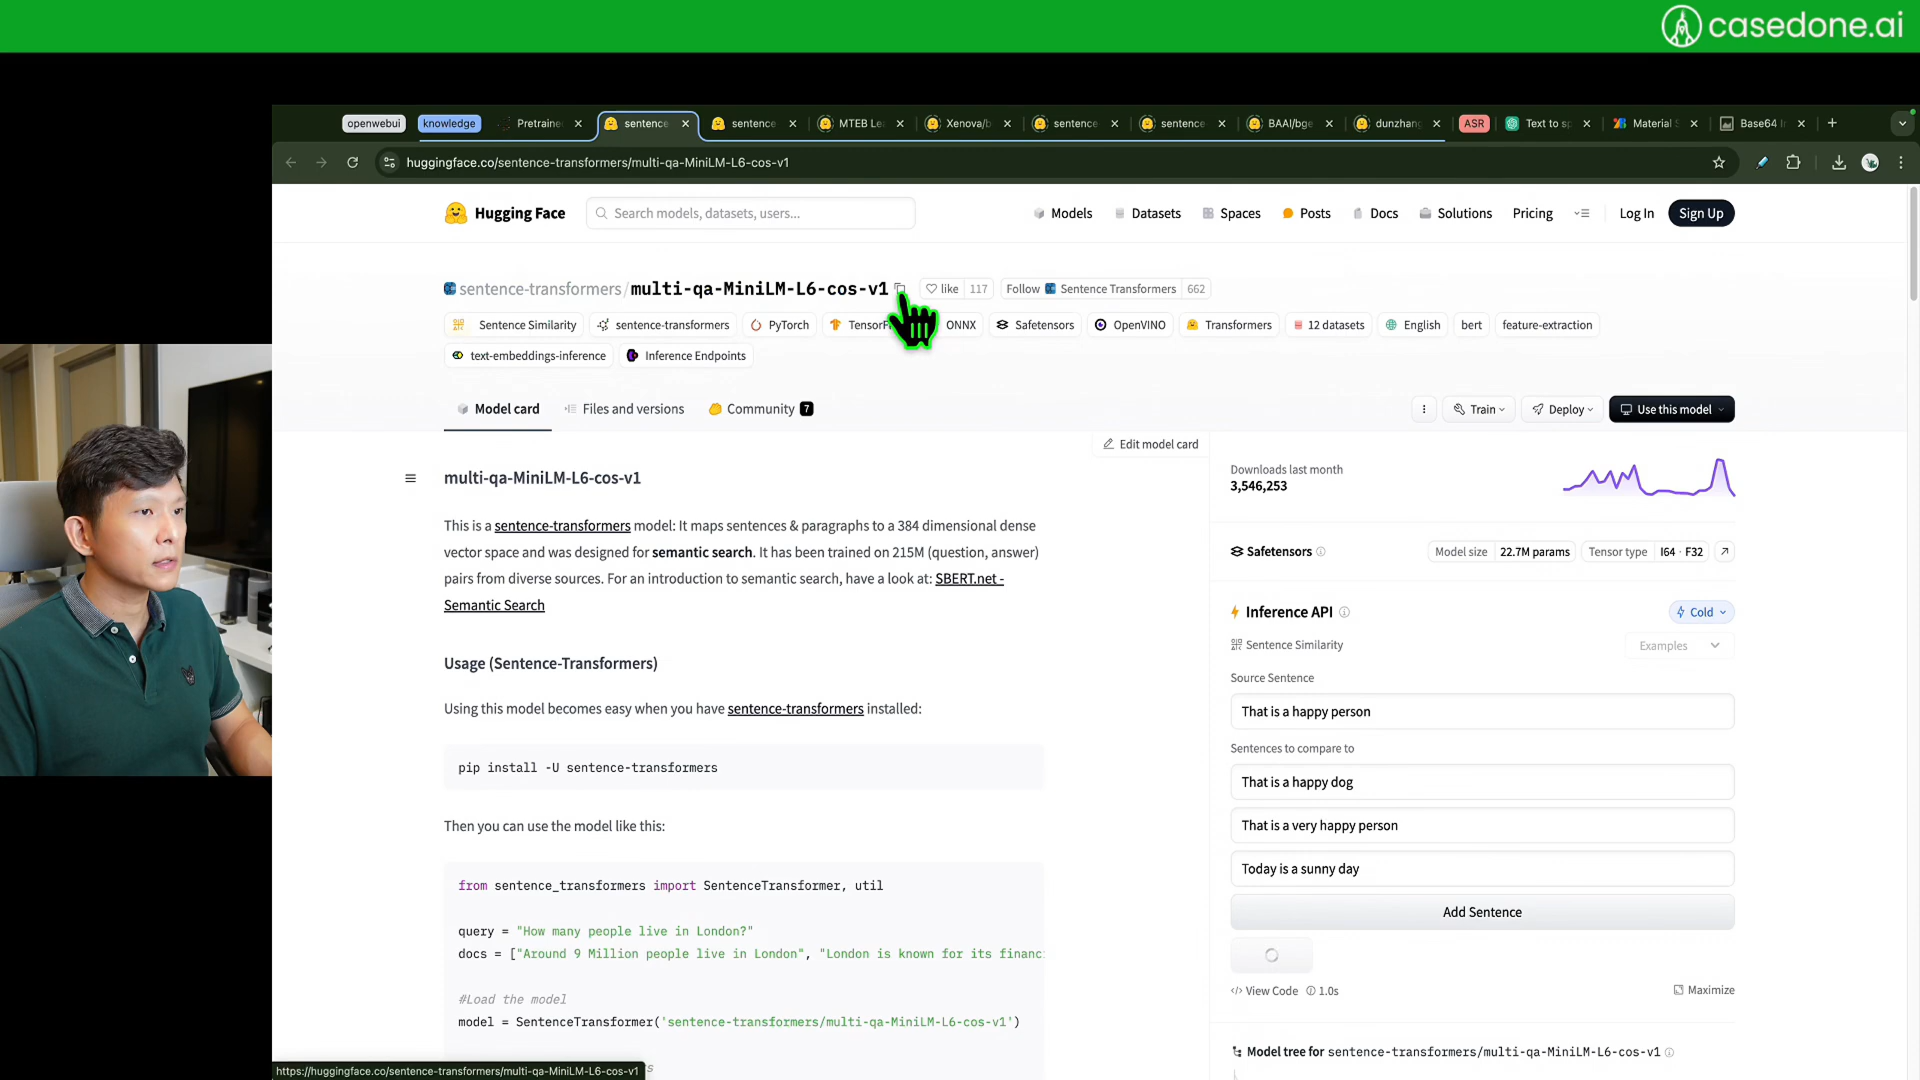 casedone.ai
openwebui knowledge Pretraine sentence sentence MTEB Le Xenova/b sentence sentence BAAI/bge dunzhang ASR Text to sp Material S Base64 In
huggingface.co/sentence-transformers/multi-qa-MiniLM-L6-cos-v1
Hugging Face Search models, datasets, users... Models Datasets Spaces Posts Docs Solutions Pricing Log In Sign Up
sentence-transformers/multi-qa-MiniLM-L6-cos-v1 like 117 Follow Sentence Transformers 662
Sentence Similarity sentence-transformers PyTorch TensorF ONNX Safetensors OpenVINO Transformers 12 datasets English bert feature-extraction
text-embeddings-inference Inference Endpoints
Model card Files and versions Community 7 Train Deploy Use this model
Edit model card
multi-qa-MiniLM-L6-cos-v1
This is a sentence-transformers model: It maps sentences & paragraphs to a 384 dimensional dense
vector space and was designed for semantic search. It has been trained on 215M (question, answer)
pairs from diverse sources. For an introduction to semantic search, have a look at: SBERT.net -
Semantic Search
Usage (Sentence-Transformers)
Using this model becomes easy when you have sentence-transformers installed:
pip install -U sentence-transformers
Then you can use the model like this:
from sentence_transformers import SentenceTransformer, util
query = "How many people live in London?"
docs = ["Around 9 Million people live in London", "London is known for its financ
#Load the model
model = SentenceTransformer('sentence-transformers/multi-qa-MiniLM-L6-cos-v1')
Downloads last month
3,546,253
Safetensors Model size 22.7M params Tensor type I64 · F32
Inference API Cold
Sentence Similarity Examples
Source Sentence
That is a happy person
Sentences to compare to
That is a happy dog
That is a very happy person
Today is a sunny day
Add Sentence
</> View Code 1.0s Maximize
Model tree for sentence-transformers/multi-qa-MiniLM-L6-cos-v1
https://huggingface.co/sentence-transformers/multi-qa-MiniLM-L6-cos-v1